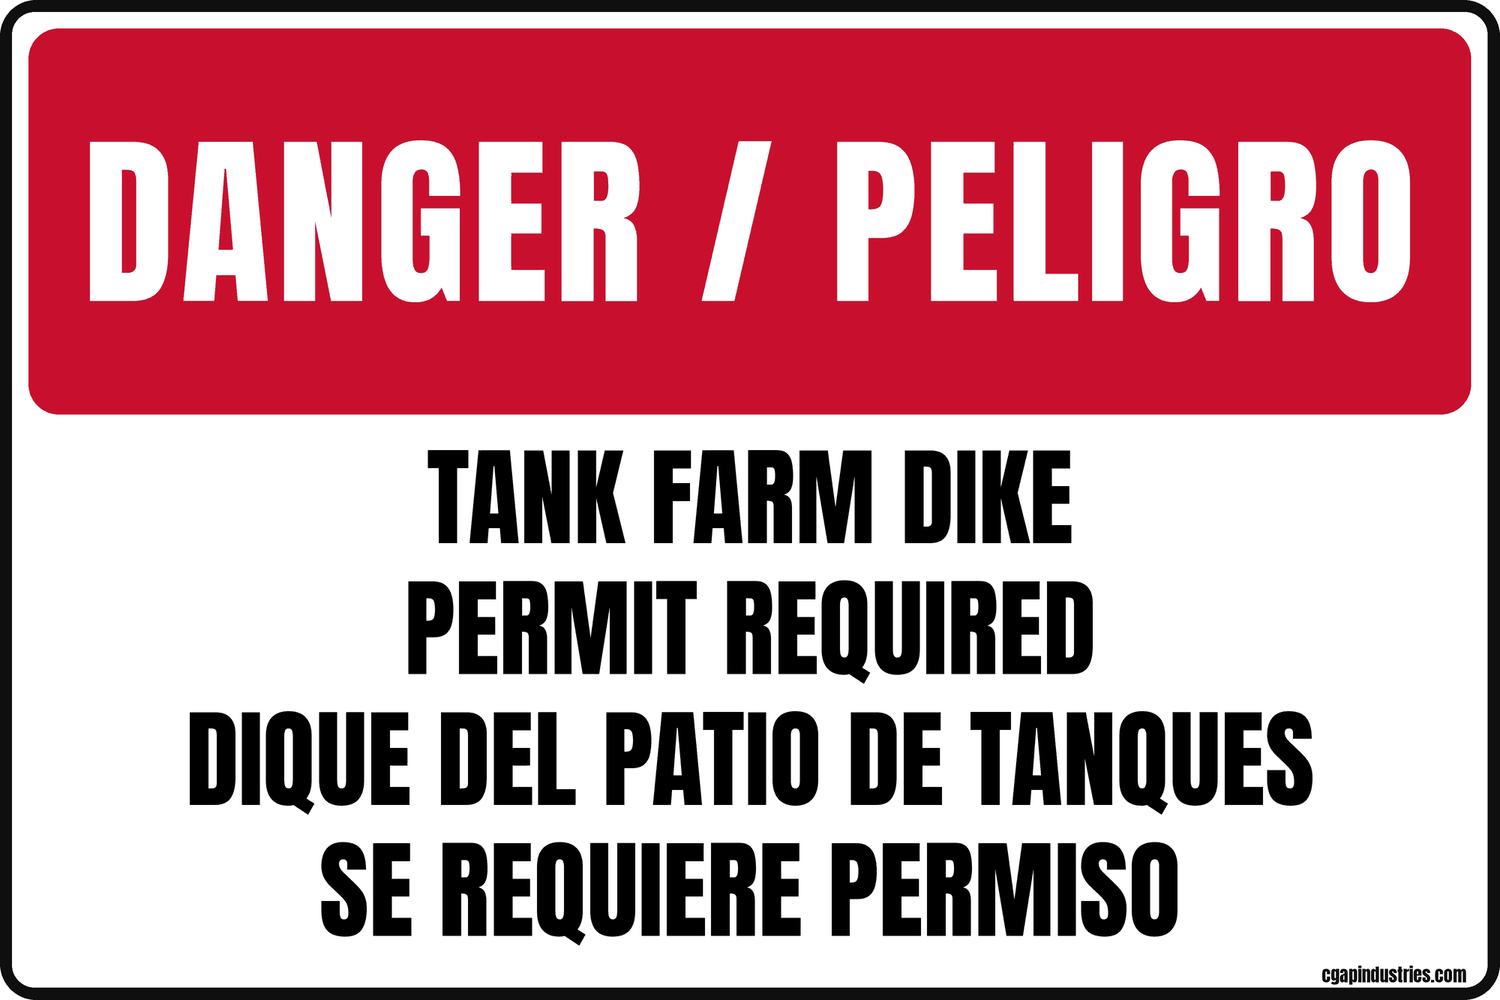 DANGER / PELIGRO
TANK FARM DIKE
PERMIT REQUIRED
DIQUE DEL PATIO DE TANQUES
SE REQUIERE PERMISO
cgapindustries.com